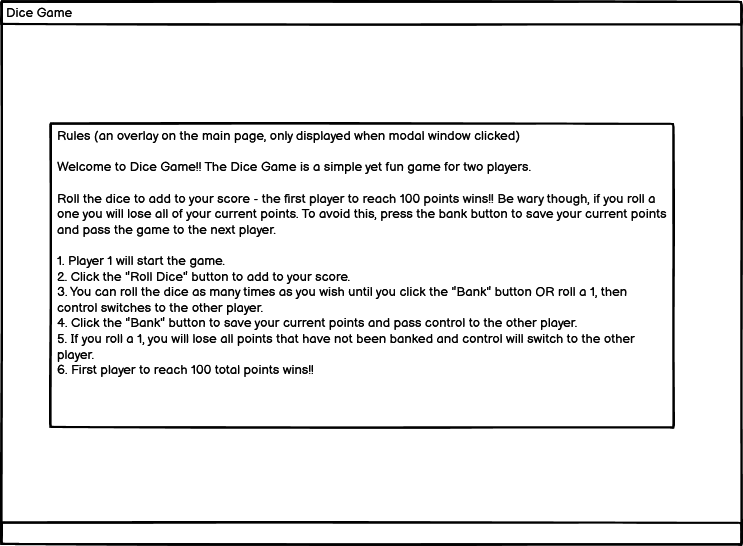 Dice Game
Rules (an overlay on the main page, only displayed when modal window clicked)
Welcome to Dice Game!! The Dice Game is a simple yet fun game for two players.
Roll the dice to add to your score - the first player to reach 100 points wins!! Be wary though, if you roll a
one you will lose all of your current points. To avoid this, press the bank button to save your current points
and pass the game to the next player.
1. Player 1 will start the game.
2. Click the "Roll Dice" button to add to your score.
3. You can roll the dice as many times as you wish until you click the "Bank" button OR roll a 1, then
control switches to the other player.
4. Click the "Bank" button to save your current points and pass control to the other player.
5. If you roll a 1, you will lose all points that have not been banked and control will switch to the other
player.
6. First player to reach 100 total points wins!!